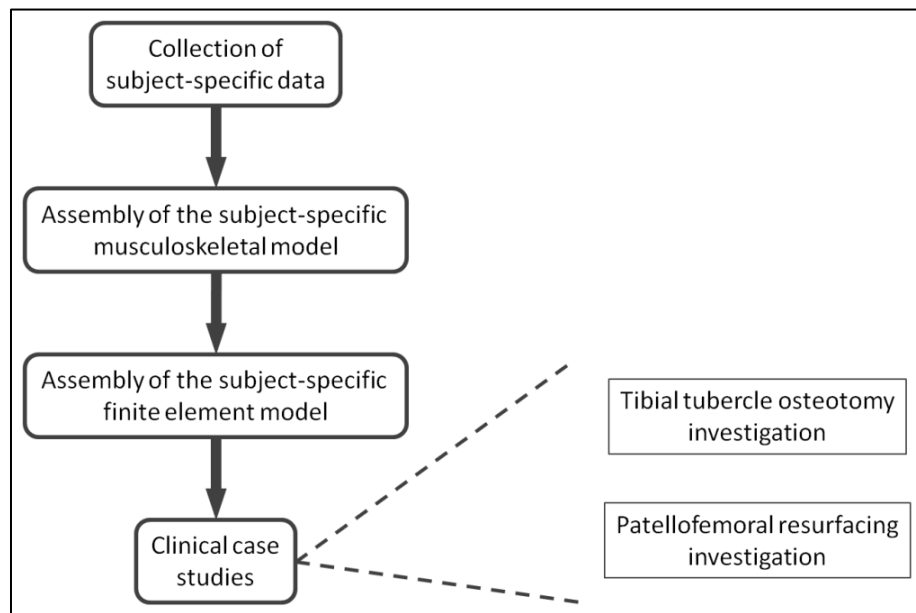 Collection of
subject-specific data
Assembly of the subject-specific
musculoskeletal model
Assembly of the subject-specific
finite element model
Clinical case
studies
Tibial tubercle osteotomy
investigation
Patellofemoral resurfacing
investigation